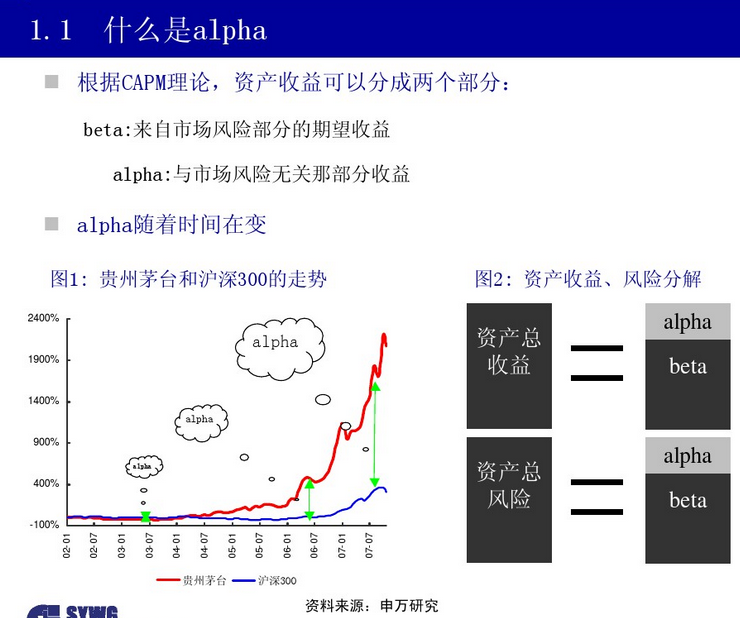 1.1 什么是alpha
根据CAPM理论，资产收益可以分成两个部分：
beta:来自市场风险部分的期望收益
alpha:与市场风险无关那部分收益
alpha随着时间在变
图1: 贵州茅台和沪深300的走势
2400%
1900%
1400%
900%
400%
-100%
alpha
alpha
alpha
02-01
02-07
03-01
03-07
04-01
04-07
05-01
05-07
06-01
06-07
07-01
07-07
贵州茅台 沪深300
图2: 资产收益、风险分解
资产总
收益
alpha
beta
资产总
风险
alpha
beta
资料来源: 申万研究
SYWG